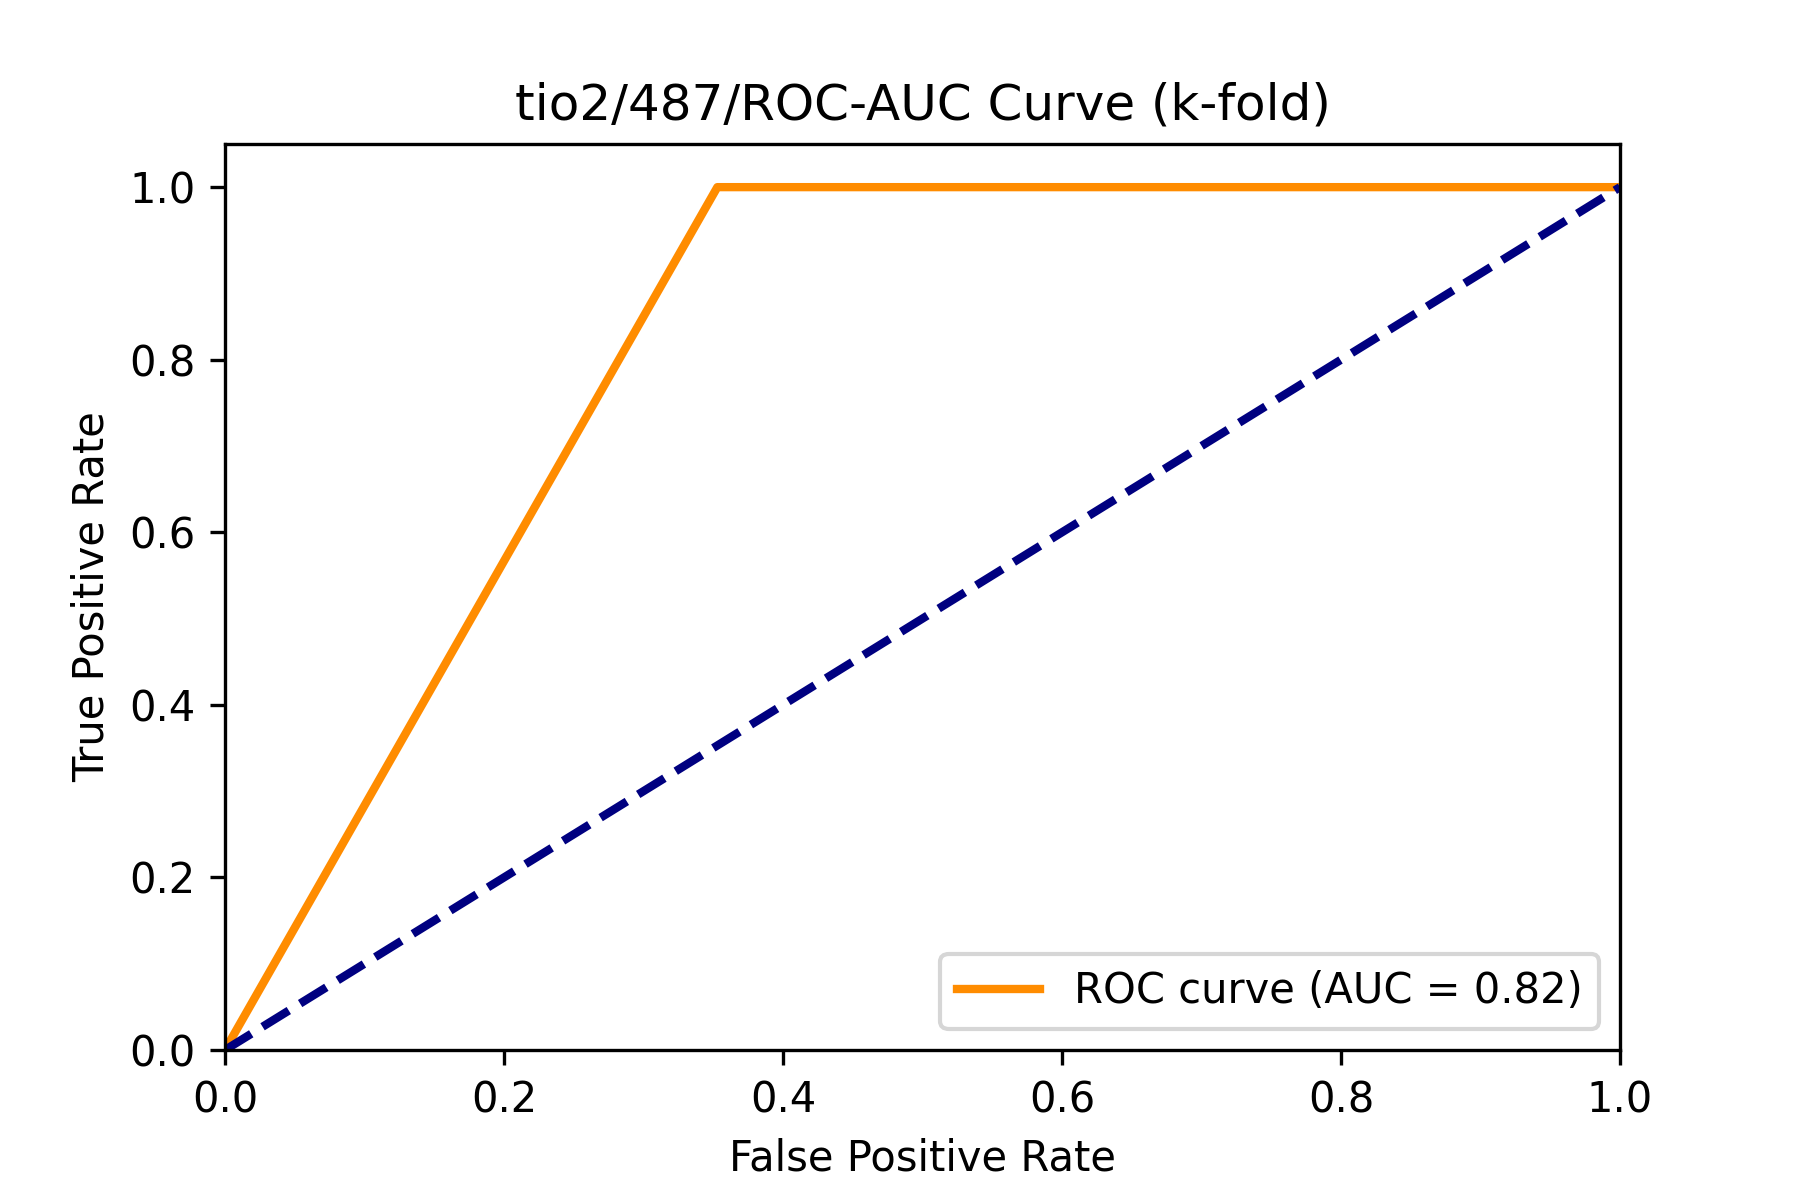 tio2/487/ROC-AUC Curve (k-fold)
1.0
0.8
0.6
0.4
0.2
0.0
True Positive Rate
ROC curve (AUC = 0.82)
0.0 0.2 0.4 0.6 0.8 1.0
False Positive Rate